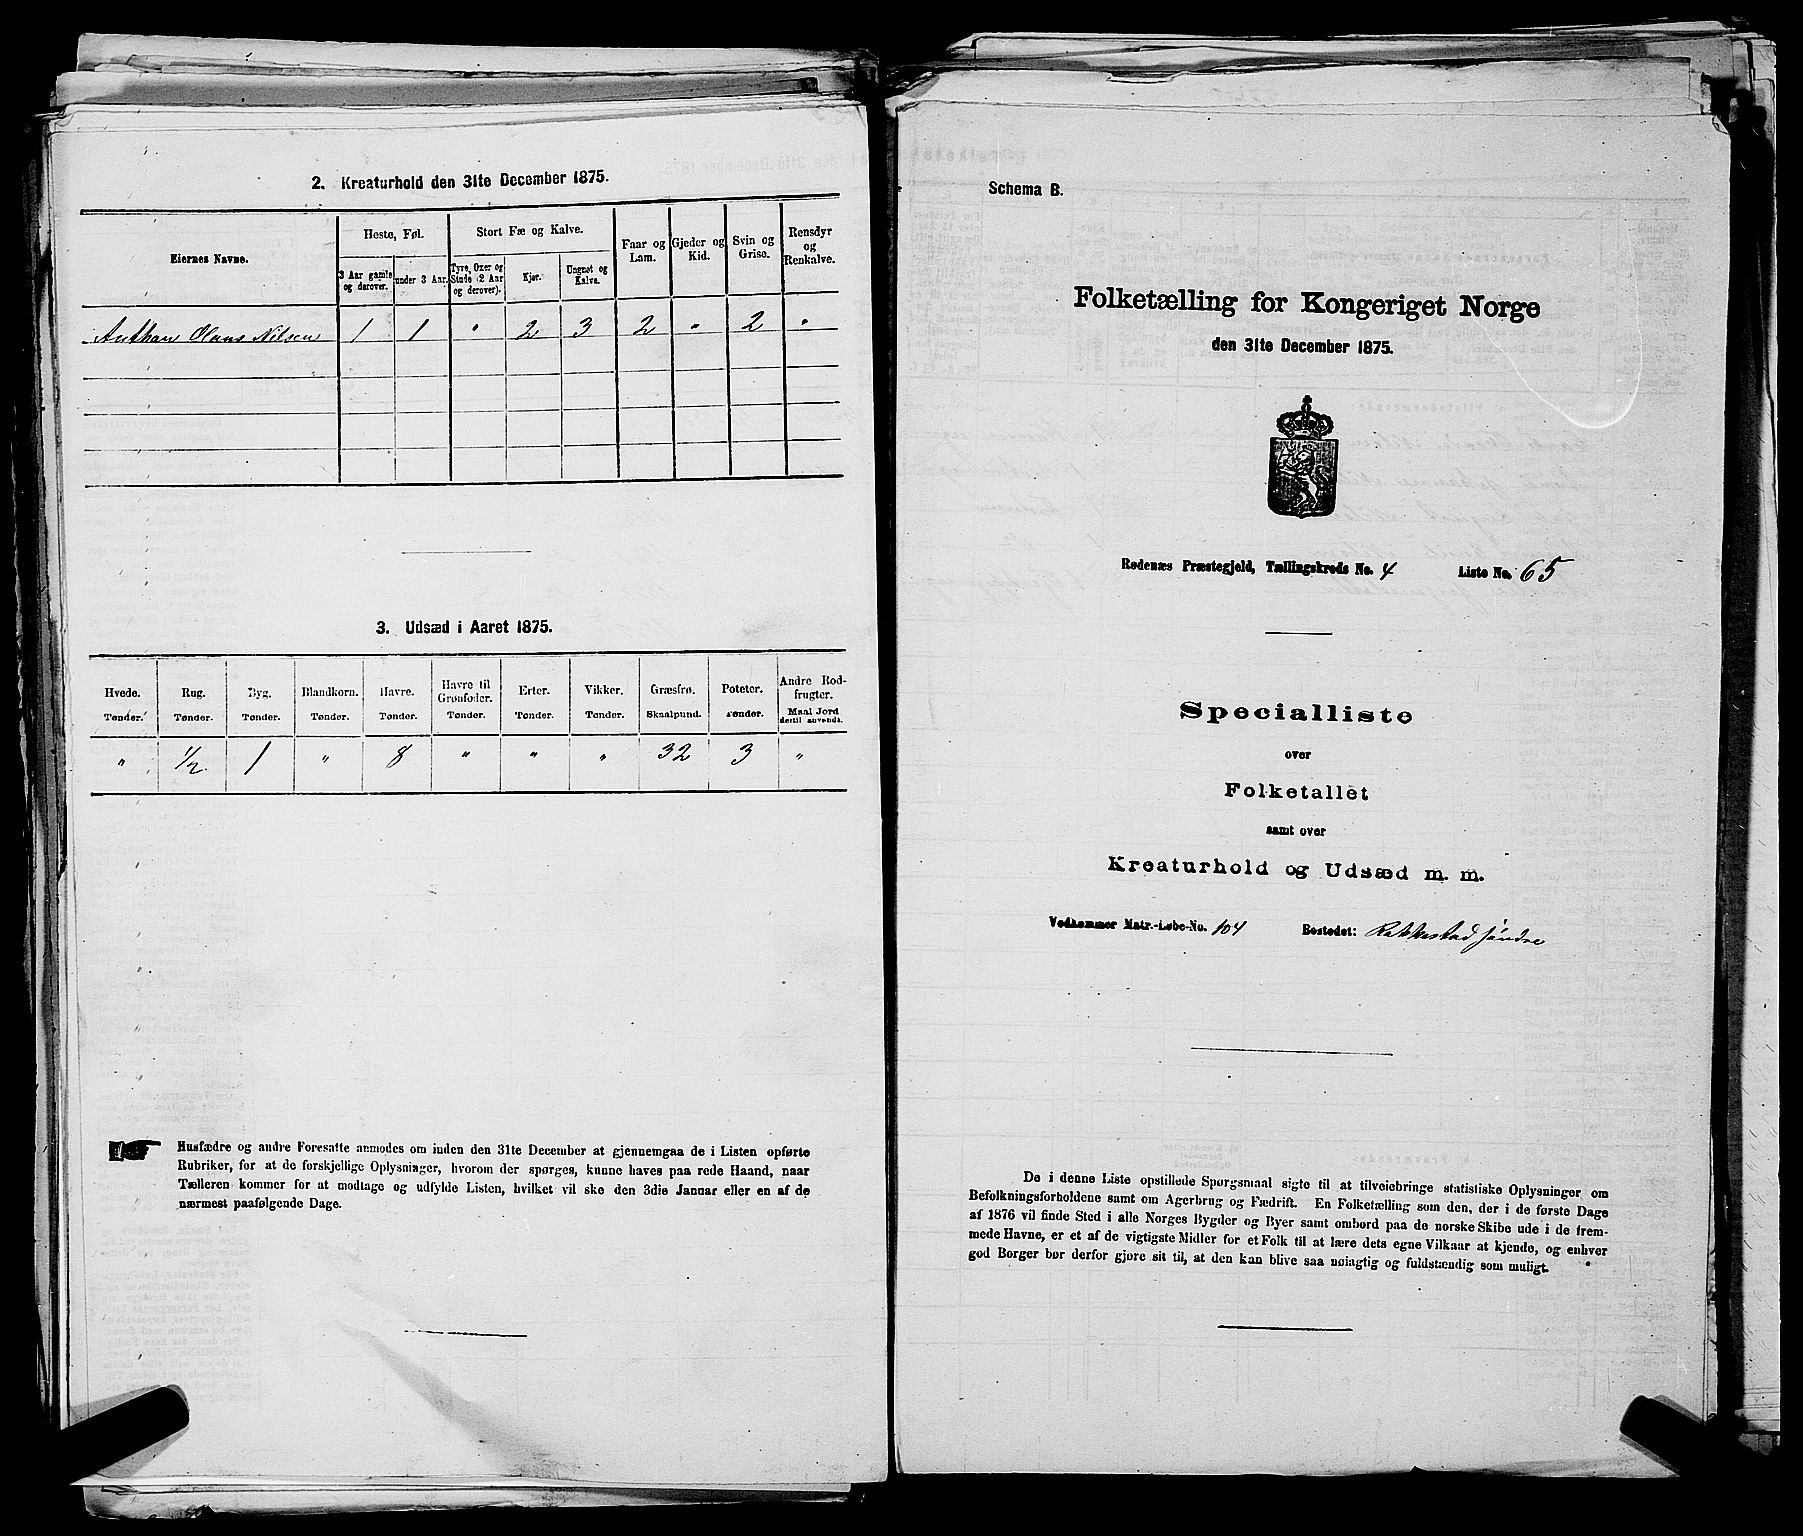 2. Kreaturhold den 31te December 1875.
Eiernes Navne.
Heste, Føl.
Stort Fæ og Kalve.
Faar og Lam.
Gjeder og Kid.
Svin og Grise.
Rensdyr og Renkalve.
3 Aar gamle og derover.
under 3 Aar.
Tyre, Oxer og Stude (2 Aar og derover).
Kjør.
Ungnøt og Kalve.
Anthan Olaus Nilsen 1 1 " 2 3 2 " 2 "
3. Udsæd i Aaret 1875.
Hvede. Rug. Byg. Blandkorn. Havre. Havre til Grønfoder. Erter. Vikker. Græsfrø. Poteter. Andre Rodfrugter.
Tønder. Tønder. Tønder. Tønder. Tønder. Tønder. Tønder. Tønder. Skaalpund. Tønder. Maal Jord dertil anvendt.
" 1/2 1 " 8 " " " 32 3 "
Husfædre og andre Foresatte anmodes om inden den 31te December at gjennemgaa de i Listen opførte
Rubriker, for at de forskjellige Oplysninger, hvorom der spørges, kunne haves paa rede Haand, naar
Tælleren kommer for at modtage og udfylde Listen, hvilket vil ske den 3die Januar eller en af de
nærmest paafølgende Dage.
Schema B.
Folketælling for Kongeriget Norge
den 31te December 1875.
Rødenæs Præstegjeld, Tællingskreds No. 4 Liste No. 65
Specialliste
over
Folketallet
samt over
Kreaturhold og Udsæd m. m.
Vedkommer Matr.-Løbe-No. 104 Bostedet: Rakkestad søndre
De i denne Liste opstillede Spørgsmaal sigte til at tilveiebringe statistiske Oplysninger om
Befolkningsforholdene samt om Agerbrug og Fædrift. En Folketælling som den, der i de første Dage
af 1876 vil finde Sted i alle Norges Bygder og Byer samt ombord paa de norske Skibe ude i de frem-
mede Havne, er et af de vigtigste Midler for et Folk til at lære dets egne Vilkaar at kjende, og enhver
god Borger bør derfor gjøre sit til, at den kan blive saa nøiagtig og fuldstændig som muligt.